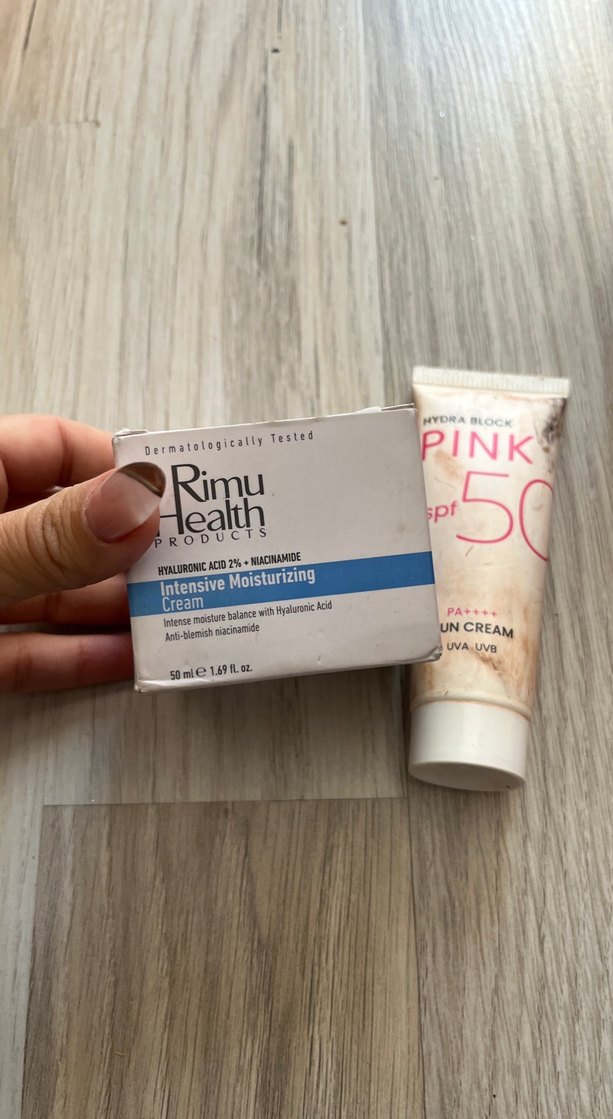 Dermatologically Tested
Rimu
Health
PRODUCTS
HYALURONIC ACID 2% + NIACINAMIDE
Intensive Moisturizing
Cream
Intense moisture balance with Hyaluronic Acid
Anti-blemish niacinamide
50 ml e 1.69 fl. oz.
HYDRA BLOCK
PINK
spf 50
PA++++
SUN CREAM
UVA UVB